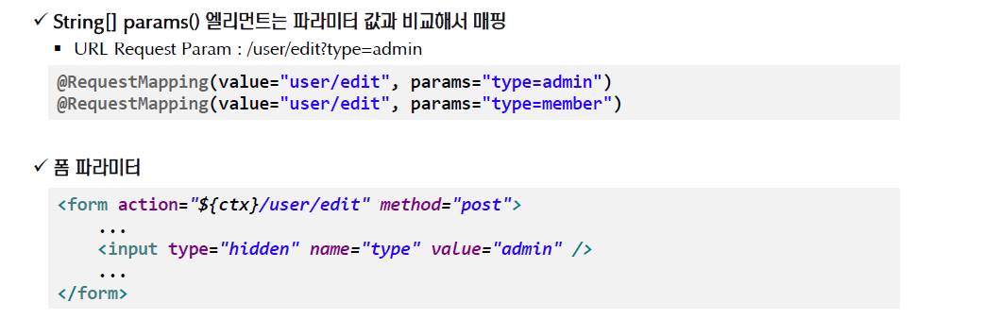 ✓ String[] params() 엘리먼트는 파라미터 값과 비교해서 매핑
▪ URL Request Param : /user/edit?type=admin
@RequestMapping(value="user/edit", params="type=admin")
@RequestMapping(value="user/edit", params="type=member")
✓ 폼 파라미터
<form action="${ctx}/user/edit" method="post">
...
<input type="hidden" name="type" value="admin" />
...
</form>